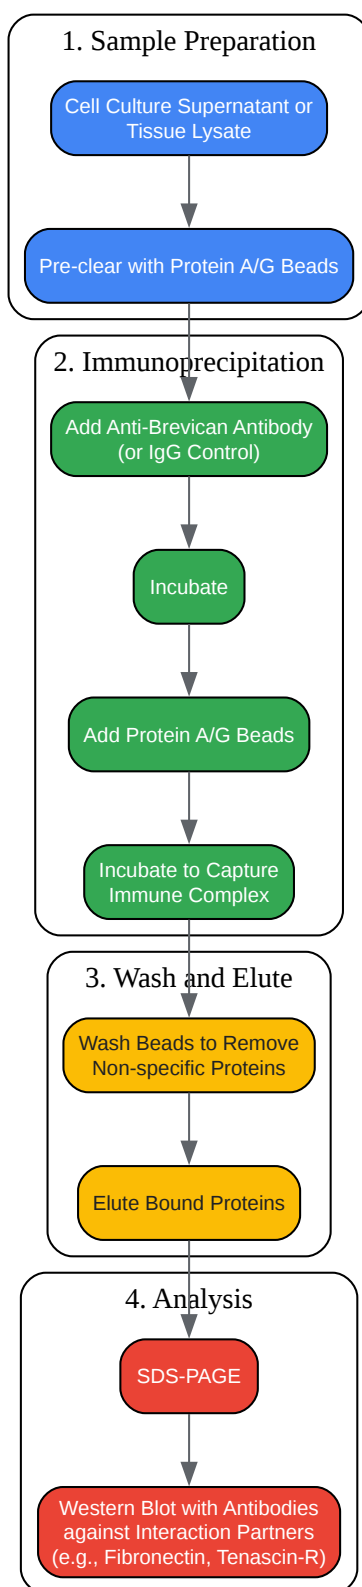 1. Sample Preparation
Cell Culture Supernatant or
Tissue Lysate
Pre-clear with Protein A/G Beads
2. Immunoprecipitation
Add Anti-Brevican Antibody
(or IgG Control)
Incubate
Add Protein A/G Beads
Incubate to Capture
Immune Complex
3. Wash and Elute
Wash Beads to Remove
Non-specific Proteins
Elute Bound Proteins
4. Analysis
SDS-PAGE
Western Blot with Antibodies
against Interaction Partners
(e.g., Fibronectin, Tenascin-R)